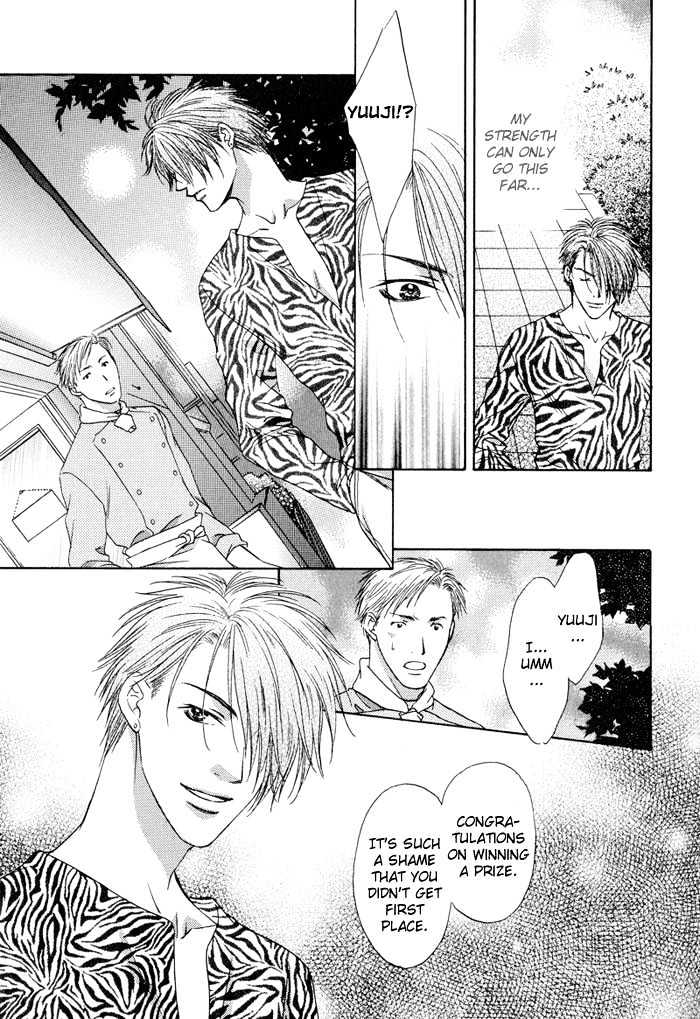 MY
STRENGTH
CAN ONLY
GO THIS
FAR...
YUUJI!?
YUUJI
...
I...
UMM
...
CONGRA-
TULATIONS
ON WINNING
A PRIZE.
IT'S SUCH
A SHAME
THAT YOU
DIDN'T GET
FIRST
PLACE.